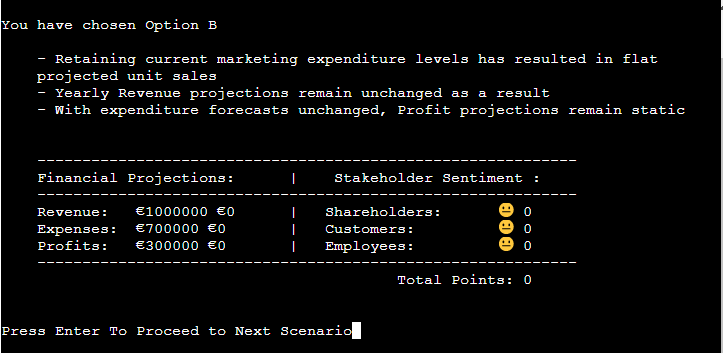 You have chosen Option B
- Retaining current marketing expenditure levels has resulted in flat
projected unit sales
- Yearly Revenue projections remain unchanged as a result
- With expenditure forecasts unchanged, Profit projections remain static
------------------------------------------------------------
Financial Projections:      |    Stakeholder Sentiment :
------------------------------------------------------------
Revenue:   €1000000 €0      |   Shareholders:      😐 0
Expenses:  €700000 €0       |   Customers:         😐 0
Profits:   €300000 €0       |   Employees:         😐 0
------------------------------------------------------------
Total Points: 0
Press Enter To Proceed to Next Scenario